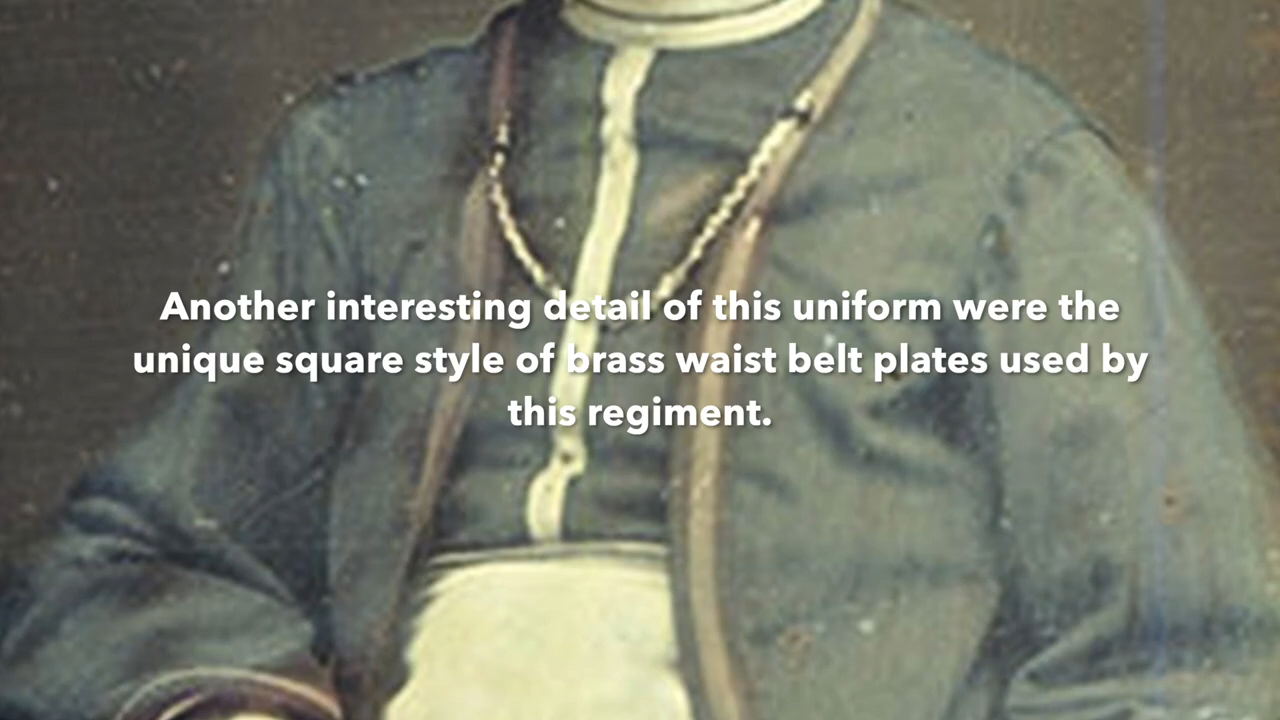 Another interesting detail of this uniform were the
unique square style of brass waist belt plates used by
this regiment.